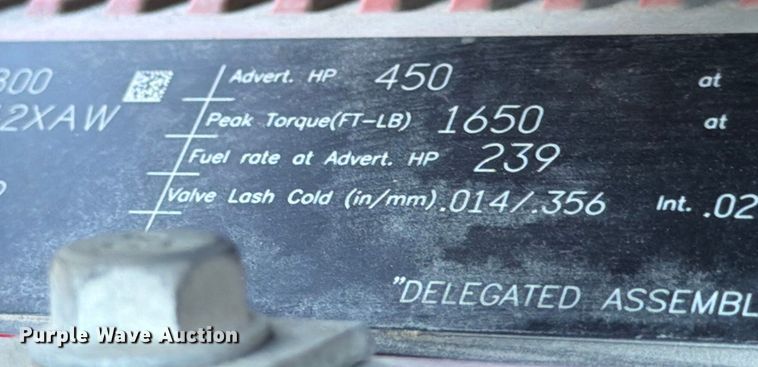 300 Advert. HP 450 at
2XAW Peak Torque(FT-LB) 1650 at
Fuel rate at Advert. HP 239
Valve Lash Cold (in/mm) .014/.356 Int. .02
"DELEGATED ASSEMBL
Purple Wave Auction